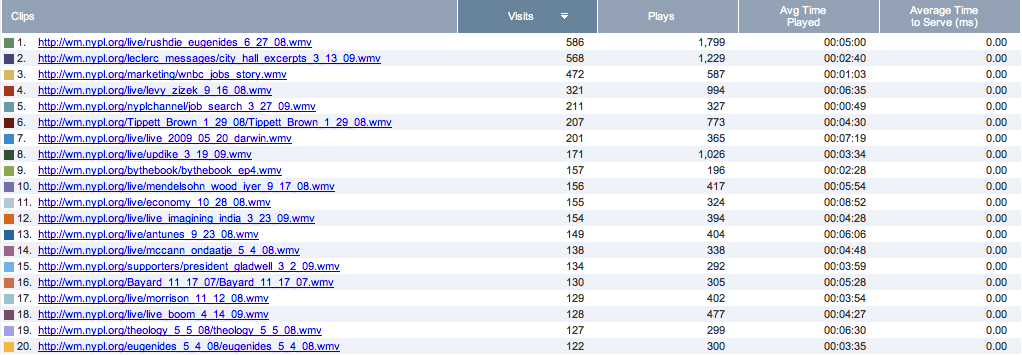 Clips Visits Plays Avg Time Played Average Time to Serve (ms)
1. http://wm.nypl.org/live/rushdie_eugenides_6_27_08.wmv 586 1,799 00:05:00 0.00
2. http://wm.nypl.org/leclerc_messages/city_hall_excerpts_3_13_09.wmv 568 1,229 00:02:40 0.00
3. http://wm.nypl.org/marketing/wnbc_jobs_story.wmv 472 587 00:01:03 0.00
4. http://wm.nypl.org/live/levy_zizek_9_16_08.wmv 321 994 00:06:35 0.00
5. http://wm.nypl.org/nyplchannel/job_search_3_27_09.wmv 211 327 00:00:49 0.00
6. http://wm.nypl.org/Tippett_Brown_1_29_08/Tippett_Brown_1_29_08.wmv 207 773 00:04:30 0.00
7. http://wm.nypl.org/live/live_2009_05_20_darwin.wmv 201 365 00:07:19 0.00
8. http://wm.nypl.org/live/updike_3_19_09.wmv 171 1,026 00:03:34 0.00
9. http://wm.nypl.org/bythebook/bythebook_ep4.wmv 157 196 00:02:28 0.00
10. http://wm.nypl.org/live/mendelsohn_wood_iyer_9_17_08.wmv 156 417 00:05:54 0.00
11. http://wm.nypl.org/live/economy_10_28_08.wmv 155 324 00:08:52 0.00
12. http://wm.nypl.org/live/live_imagining_india_3_23_09.wmv 154 394 00:04:28 0.00
13. http://wm.nypl.org/live/antunes_9_23_08.wmv 149 404 00:06:06 0.00
14. http://wm.nypl.org/live/mccann_ondaatje_5_4_08.wmv 138 338 00:04:48 0.00
15. http://wm.nypl.org/supporters/president_gladwell_3_2_09.wmv 134 292 00:03:59 0.00
16. http://wm.nypl.org/Bayard_11_17_07/Bayard_11_17_07.wmv 130 305 00:05:28 0.00
17. http://wm.nypl.org/live/morrison_11_12_08.wmv 129 402 00:03:54 0.00
18. http://wm.nypl.org/live/live_boom_4_14_09.wmv 128 477 00:04:27 0.00
19. http://wm.nypl.org/theology_5_5_08/theology_5_5_08.wmv 127 299 00:06:30 0.00
20. http://wm.nypl.org/eugenides_5_4_08/eugenides_5_4_08.wmv 122 300 00:03:35 0.00